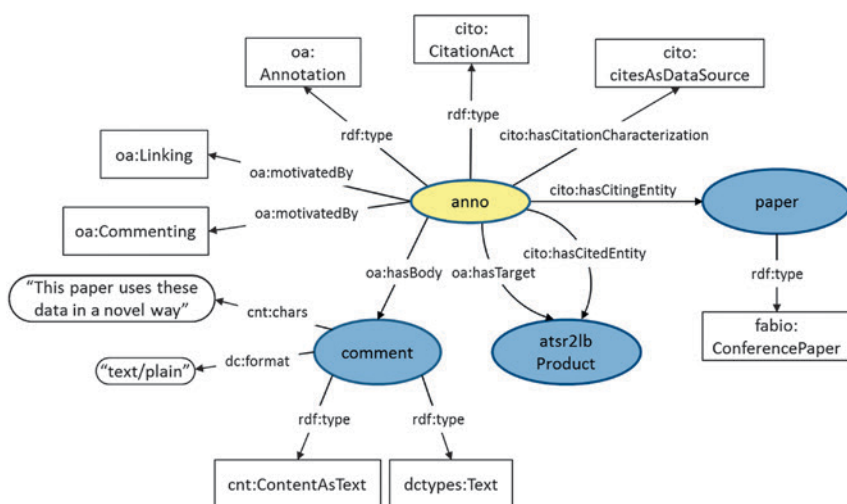 oa:
Annotation
cito:
CitationAct
cito:
citesAsDataSource
rdf:type
rdf:type
cito:hasCitationCharacterization
oa:Linking
oa:motivatedBy
oa:motivatedBy
anno
cito:hasCitingEntity
paper
oa:Commenting
oa:hasBody
oa:hasTarget
cito:hasCitedEntity
rdf:type
“This paper uses these
data in a novel way”
cnt:chars
comment
atsr2lb
Product
fabio:
ConferencePaper
“text/plain”
dc:format
rdf:type
rdf:type
cnt:ContentAsText
dctypes:Text